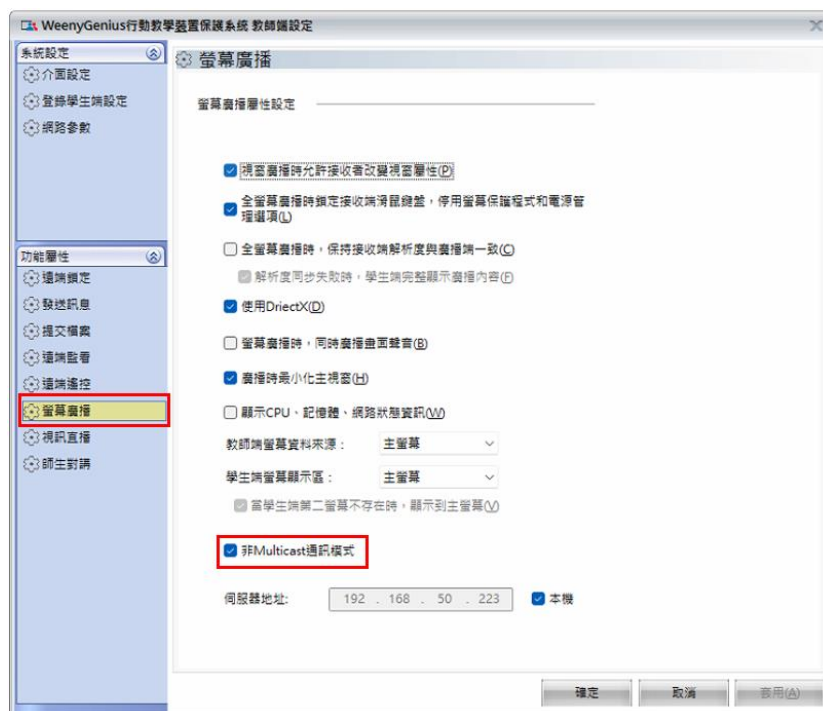 WeenyGenius行動教學裝置保護系統 教師端設定
系統設定
介面設定
登錄學生端設定
網路參數
功能屬性
遠端鎖定
發送訊息
提交檔案
遠端監看
遠端遙控
螢幕廣播
視訊直播
師生對講
螢幕廣播
螢幕廣播屬性設定
視窗廣播時允許接收者改變視窗屬性(P)
全螢幕廣播時鎖定接收端滑鼠鍵盤，停用螢幕保護程式和電源管
理選項(L)
全螢幕廣播時，保持接收端解析度與廣播端一致(C)
解析度同步失敗時，學生端完整顯示廣播內容(F)
使用DriectX(D)
螢幕廣播時，同時廣播畫面聲音(B)
廣播時最小化主視窗(H)
顯示CPU、記憶體、網路狀態資訊(W)
教師端螢幕資料來源： 主螢幕
學生端螢幕顯示區： 主螢幕
當學生端第二螢幕不存在時，顯示到主螢幕(V)
非Multicast通訊模式
伺服器地址: 192 . 168 . 50 . 223 本機
確定 取消 套用(A)